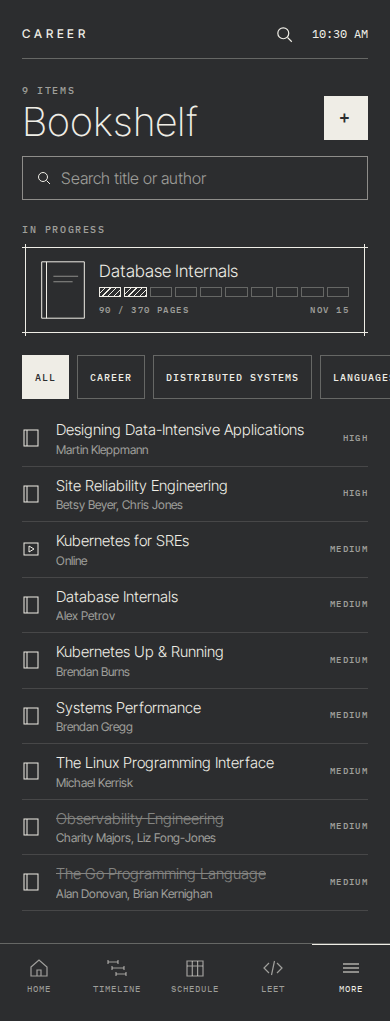 CAREER
10:30 AM
9 ITEMS
Bookshelf
+
Search title or author
IN PROGRESS
Database Internals
90 / 370 PAGES
NOV 15
ALL
CAREER
DISTRIBUTED SYSTEMS
LANGUAGE
Designing Data-Intensive Applications
HIGH
Martin Kleppmann
Site Reliability Engineering
HIGH
Betsy Beyer, Chris Jones
Kubernetes for SREs
MEDIUM
Online
Database Internals
MEDIUM
Alex Petrov
Kubernetes Up & Running
MEDIUM
Brendan Burns
Systems Performance
MEDIUM
Brendan Gregg
The Linux Programming Interface
MEDIUM
Michael Kerrisk
Observability Engineering
MEDIUM
Charity Majors, Liz Fong-Jones
The Go Programming Language
MEDIUM
Alan Donovan, Brian Kernighan
HOME
TIMELINE
SCHEDULE
LEET
MORE